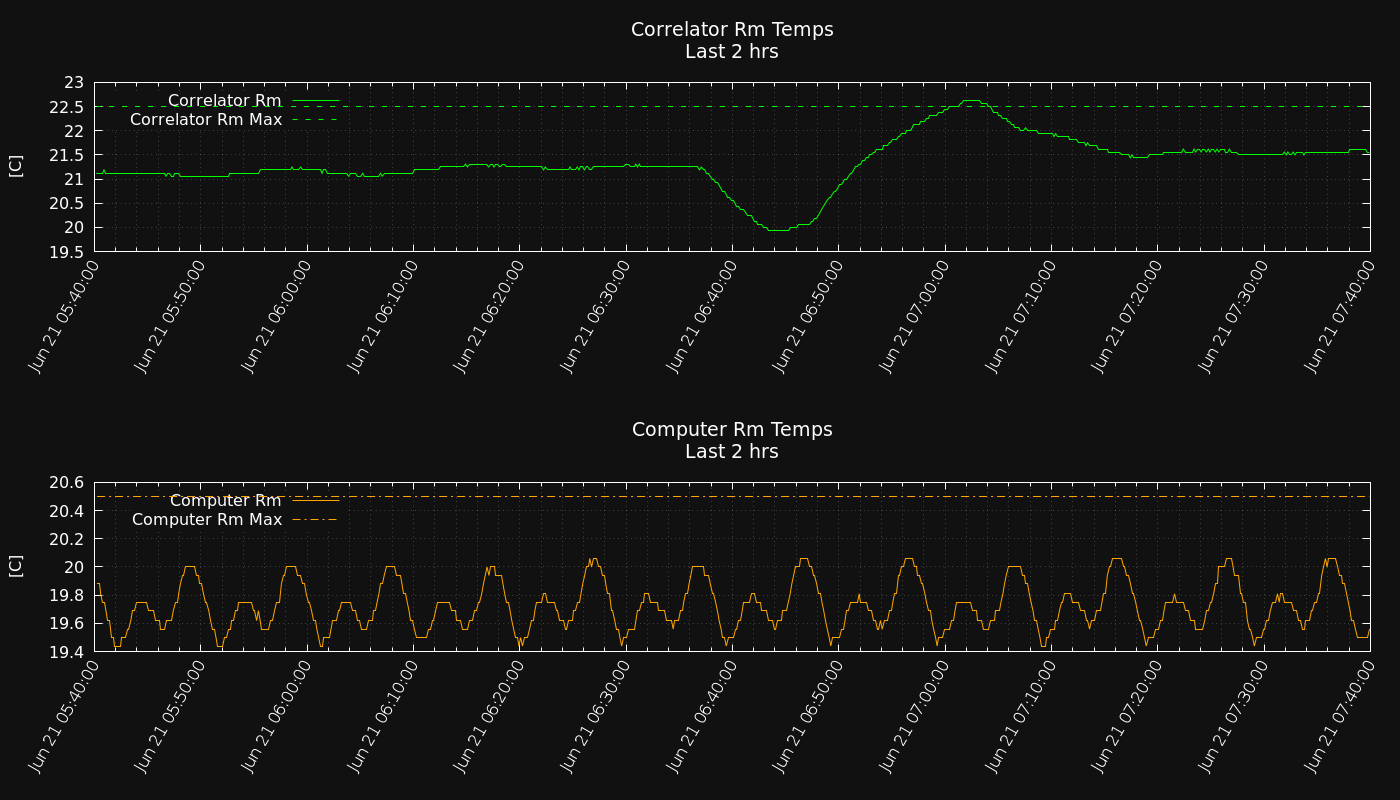 Correlator Rm Temps
Last 2 hrs
[C]
23
22.5
22
21.5
21
20.5
20
19.5
Correlator Rm
Correlator Rm Max
Jun 21 05:40:00
Jun 21 05:50:00
Jun 21 06:00:00
Jun 21 06:10:00
Jun 21 06:20:00
Jun 21 06:30:00
Jun 21 06:40:00
Jun 21 06:50:00
Jun 21 07:00:00
Jun 21 07:10:00
Jun 21 07:20:00
Jun 21 07:30:00
Jun 21 07:40:00
Computer Rm Temps
Last 2 hrs
[C]
20.6
20.4
20.2
20
19.8
19.6
19.4
Computer Rm
Computer Rm Max
Jun 21 05:40:00
Jun 21 05:50:00
Jun 21 06:00:00
Jun 21 06:10:00
Jun 21 06:20:00
Jun 21 06:30:00
Jun 21 06:40:00
Jun 21 06:50:00
Jun 21 07:00:00
Jun 21 07:10:00
Jun 21 07:20:00
Jun 21 07:30:00
Jun 21 07:40:00